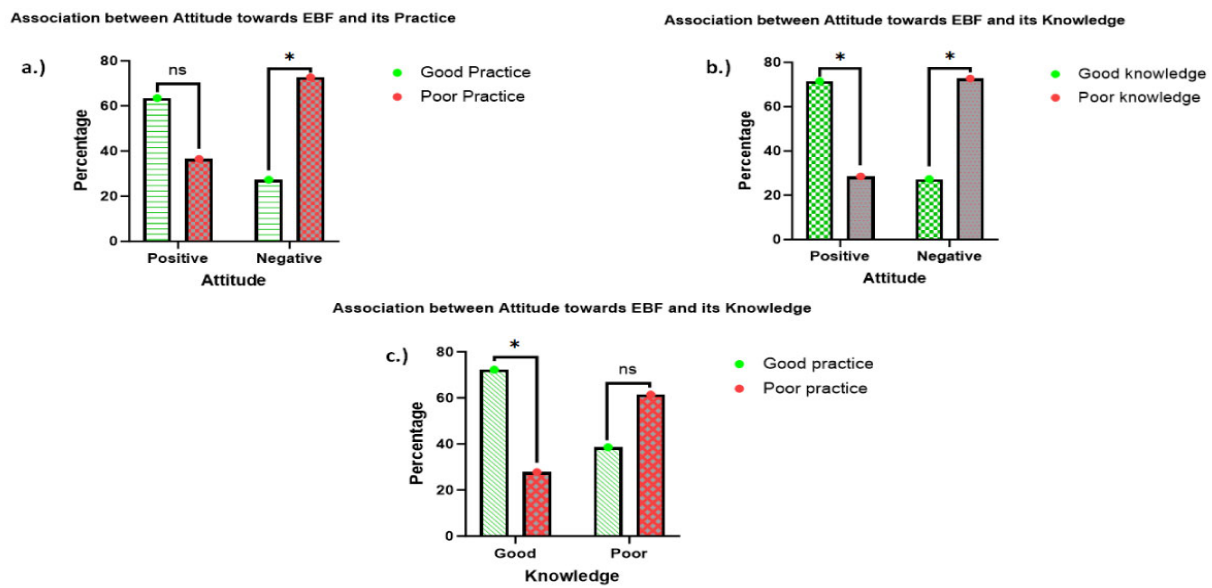 Association between Attitude towards EBF and its Practice
a.)
80
60
40
20
0
Percentage
ns
*
Positive
Negative
Attitude
Good Practice
Poor Practice
Association between Attitude towards EBF and its Knowledge
b.)
80
60
40
20
0
Percentage
*
*
Positive
Negative
Attitude
Good knowledge
Poor knowledge
Association between Attitude towards EBF and its Knowledge
c.)
80
60
40
20
0
Percentage
*
ns
Good
Poor
Knowledge
Good practice
Poor practice